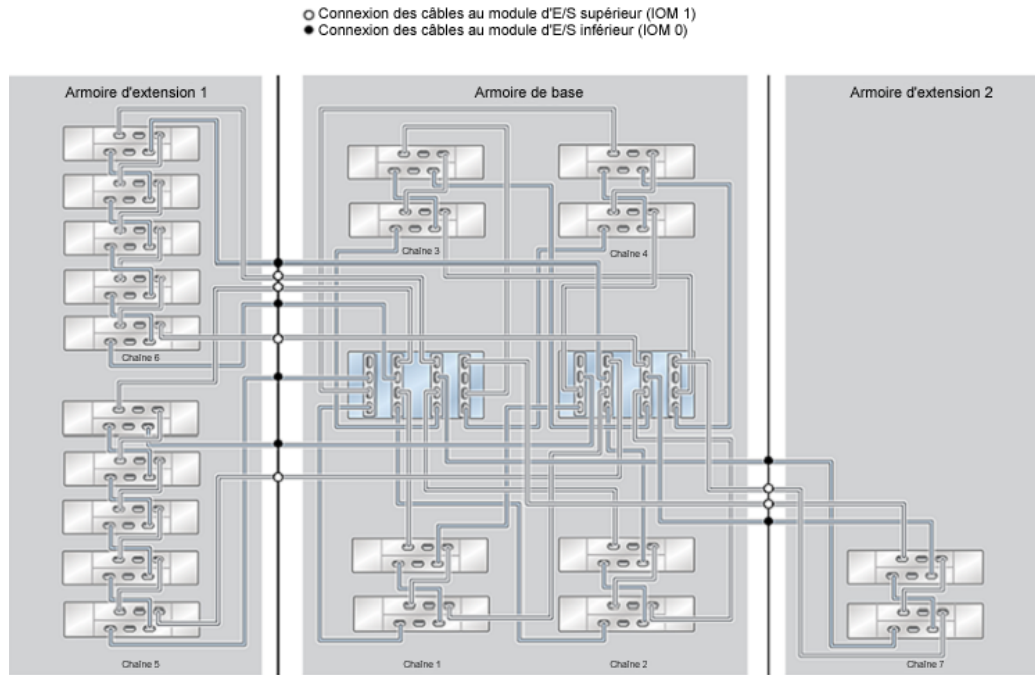 Connexion des câbles au module d'E/S supérieur (IOM 1)
Connexion des câbles au module d'E/S inférieur (IOM 0)
Armoire d'extension 1
Armoire de base
Armoire d'extension 2
Chaîne 3
Chaîne 4
Chaîne 6
Chaîne 5
Chaîne 1
Chaîne 2
Chaîne 7